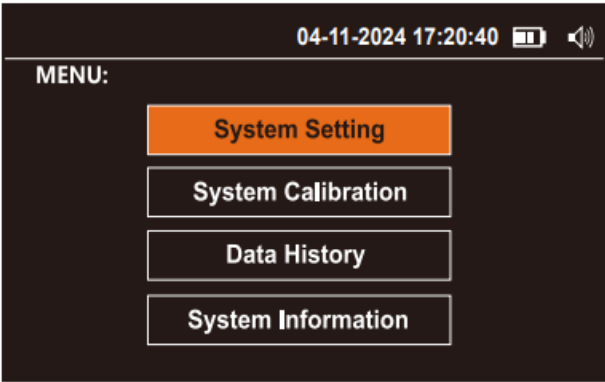 04-11-2024 17:20:40
MENU:
System Setting
System Calibration
Data History
System Information